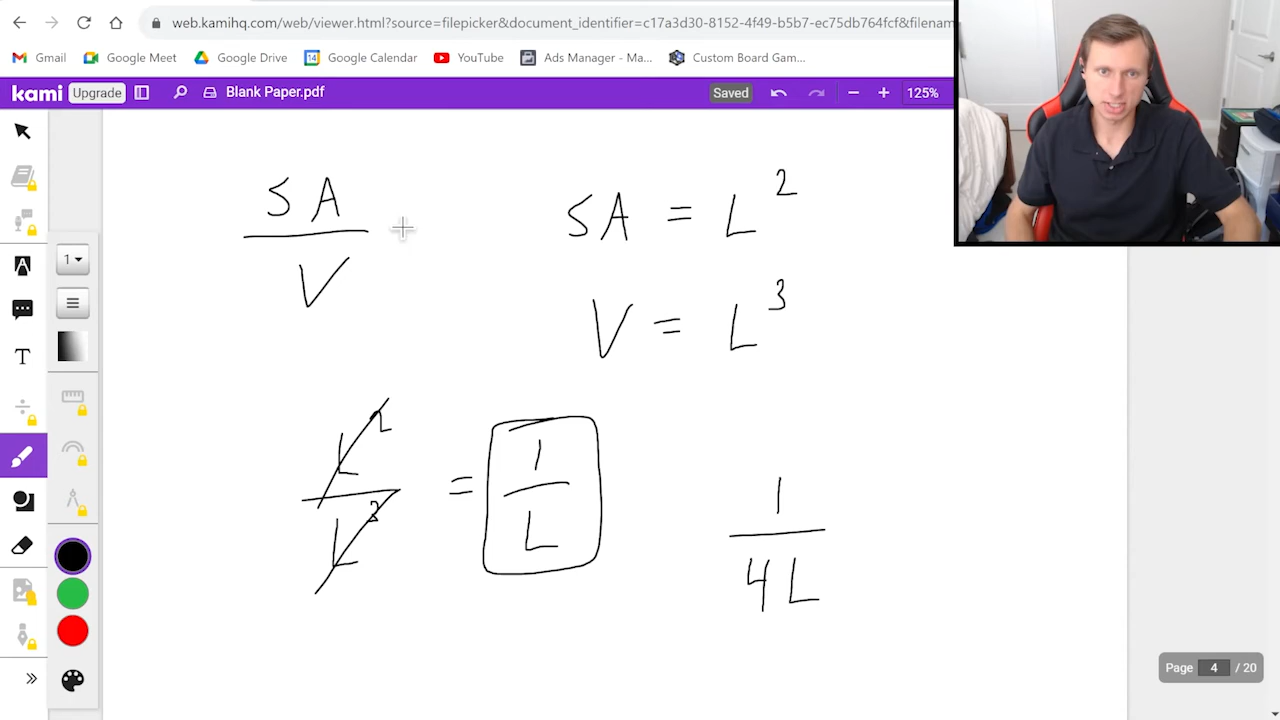 web.kamihq.com/web/viewer.html?source=filepicker&document_identifier=c17a3d30-8152-4f49-b5b7-ec75db764fcf&filenam
Gmail Google Meet Google Drive 14 Google Calendar YouTube Ads Manager - Ma... Custom Board Gam...
kami Upgrade Blank Paper.pdf Saved 125%
SA
V
SA = L²
V = L³
1
L²
L³
=
1
L
1
4L
T
Page 4 / 20